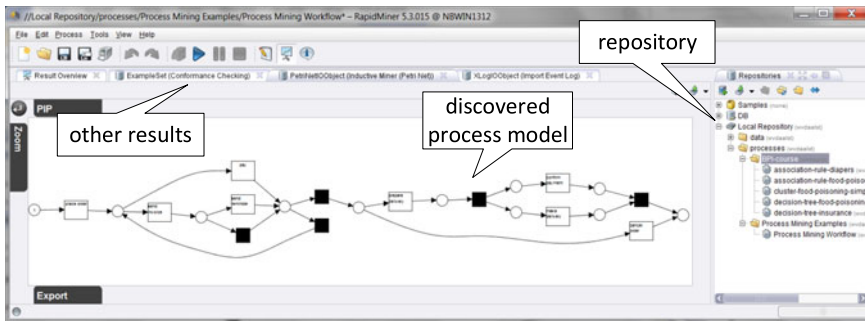 //Local Repository/processes/Process Mining Examples/Process Mining Workflow* – RapidMiner 5.3.015 @ NBWIN1312
File Edit Process Tools View Help
repository
Result Overview
ExampleSet (Conformance Checking)
PetriNetIOObject (Inductive Miner (Petri Net))
XLogIOObject (Import Event Log)
Repositories
other results
discovered
process model
PIP
Zoom
Export
Samples (none)
DB
Local Repository
data
processes
BPI-course
association-rule-diapers
association-rule-food-poiso
cluster-food-poisoning-simp
decision-tree-food-poisonin
decision-tree-insurance
Process Mining Examples
Process Mining Workflow